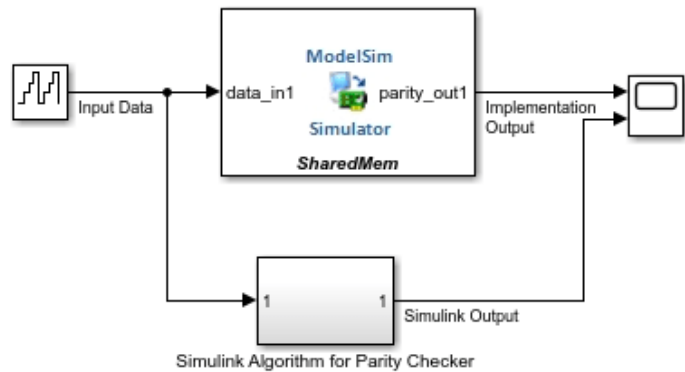 ModelSim
data_in1
parity_out1
Simulator
SharedMem
Input Data
Implementation
Output
1
1
Simulink Output
Simulink Algorithm for Parity Checker